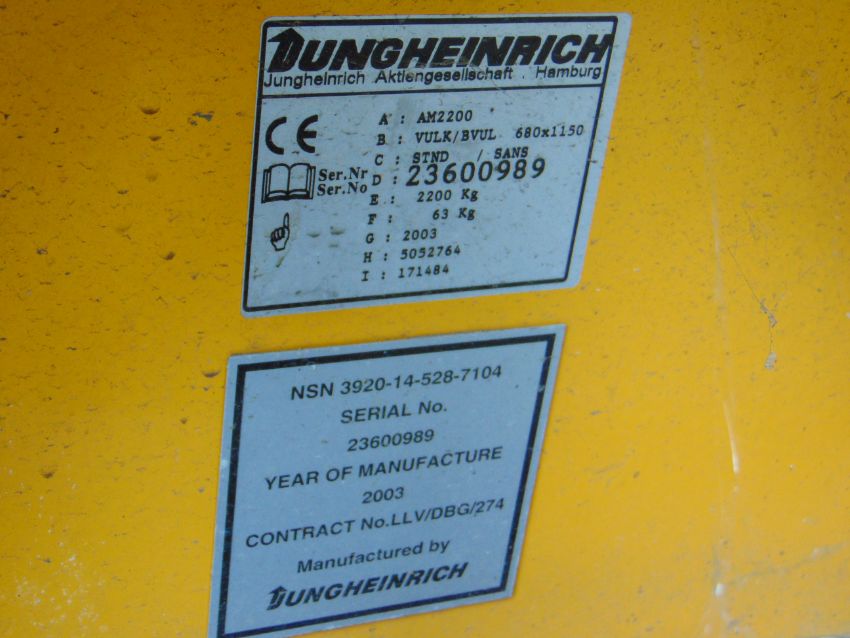 JUNGHEINRICH
Jungheinrich Aktiengesellschaft . Hamburg
CE
A : AM2200
B : VULK/BVUL 680x1150
C : STND / SANS
Ser.Nr
Ser.No D : 23600989
E : 2200 Kg
F : 63 Kg
G : 2003
H : 5052764
I : 171484
NSN 3920-14-528-7104
SERIAL No.
23600989
YEAR OF MANUFACTURE
2003
CONTRACT No.LLV/DBG/274
Manufactured by
JUNGHEINRICH